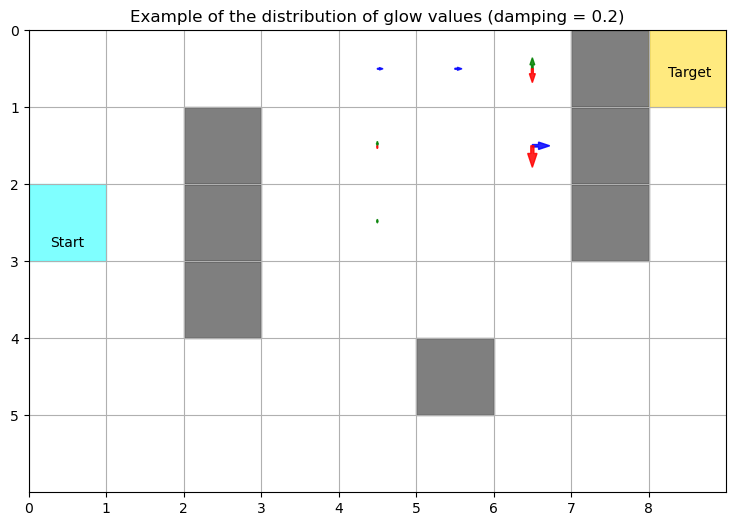 Example of the distribution of glow values (damping = 0.2)
0
Target
1
2
Start
3
4
5
0 1 2 3 4 5 6 7 8